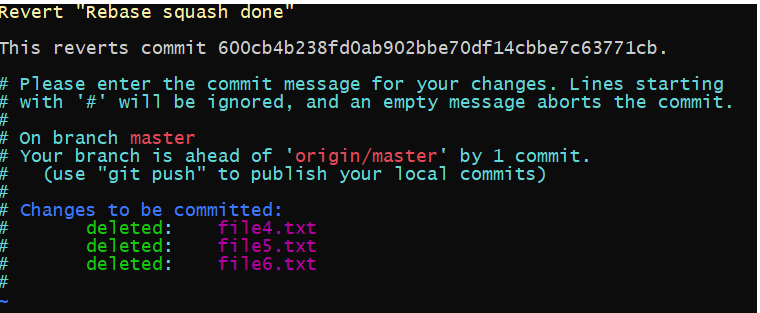 Revert "Rebase squash done"
This reverts commit 600cb4b238fd0ab902bbe70df14cbbe7c63771cb.
# Please enter the commit message for your changes. Lines starting
# with '#' will be ignored, and an empty message aborts the commit.
#
# On branch master
# Your branch is ahead of 'origin/master' by 1 commit.
#   (use "git push" to publish your local commits)
#
# Changes to be committed:
#       deleted:    file4.txt
#       deleted:    file5.txt
#       deleted:    file6.txt
#
~